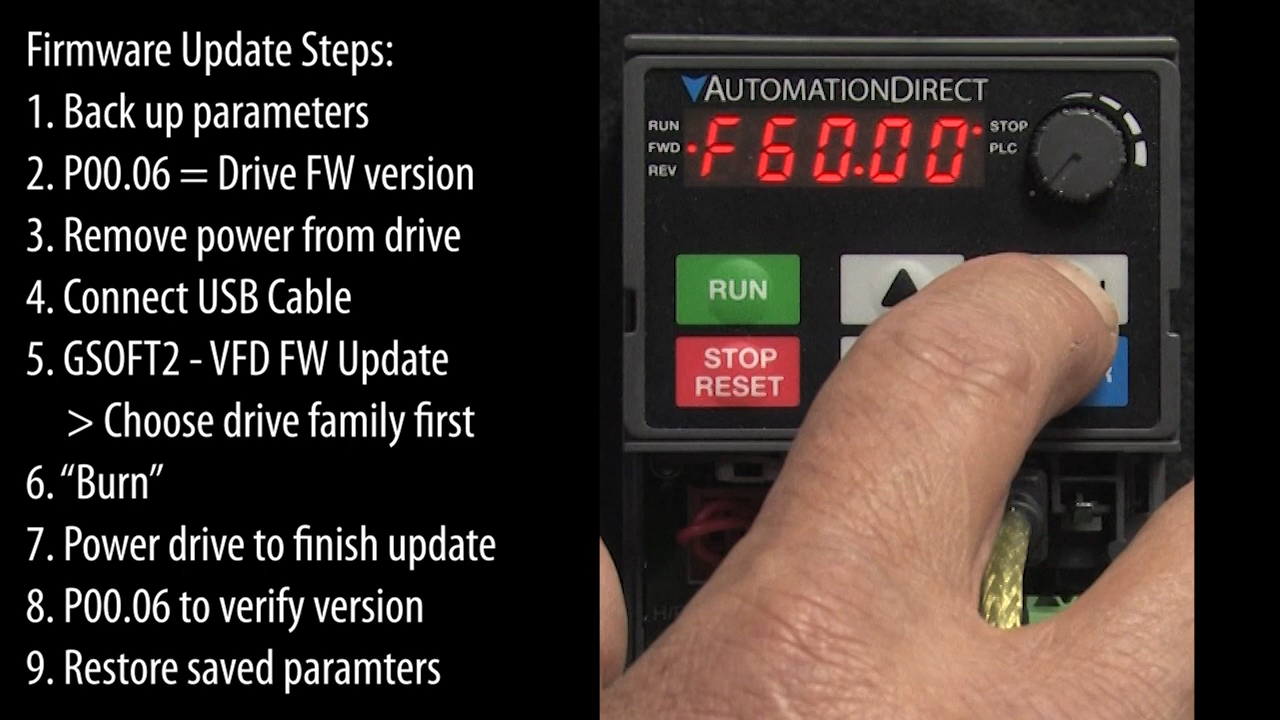 Firmware Update Steps:
1. Back up parameters
2. P00.06 = Drive FW version
3. Remove power from drive
4. Connect USB Cable
5. GSOFT2 - VFD FW Update
> Choose drive family first
6. “Burn”
7. Power drive to finish update
8. P00.06 to verify version
9. Restore saved paramters
AUTOMATIONDIRECT
RUN
FWD
REV
F60.00
STOP
PLC
RUN
STOP
RESET